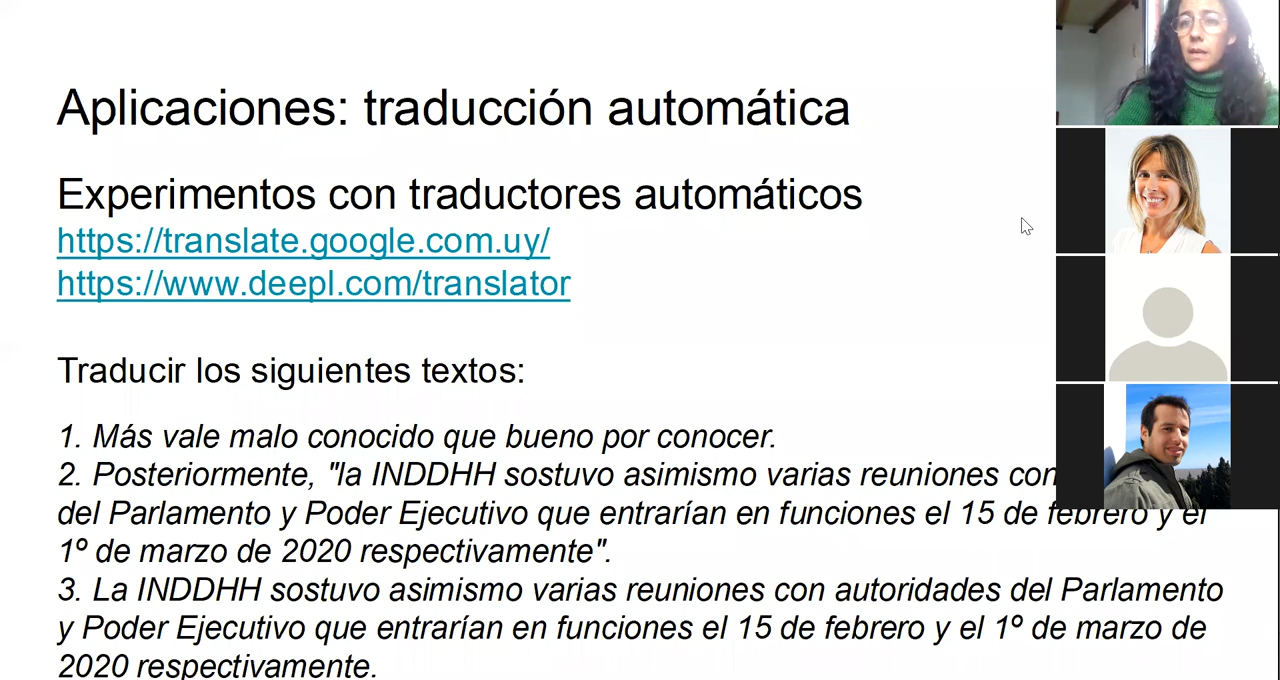 Aplicaciones: traducción automática
Experimentos con traductores automáticos
https://translate.google.com.uy/
https://www.deepl.com/translator
Traducir los siguientes textos:
1. Más vale malo conocido que bueno por conocer.
2. Posteriormente, "la INDDHH sostuvo asimismo varias reuniones con
del Parlamento y Poder Ejecutivo que entrarían en funciones el 15 de febrero y el
1º de marzo de 2020 respectivamente".
3. La INDDHH sostuvo asimismo varias reuniones con autoridades del Parlamento
y Poder Ejecutivo que entrarían en funciones el 15 de febrero y el 1º de marzo de
2020 respectivamente.